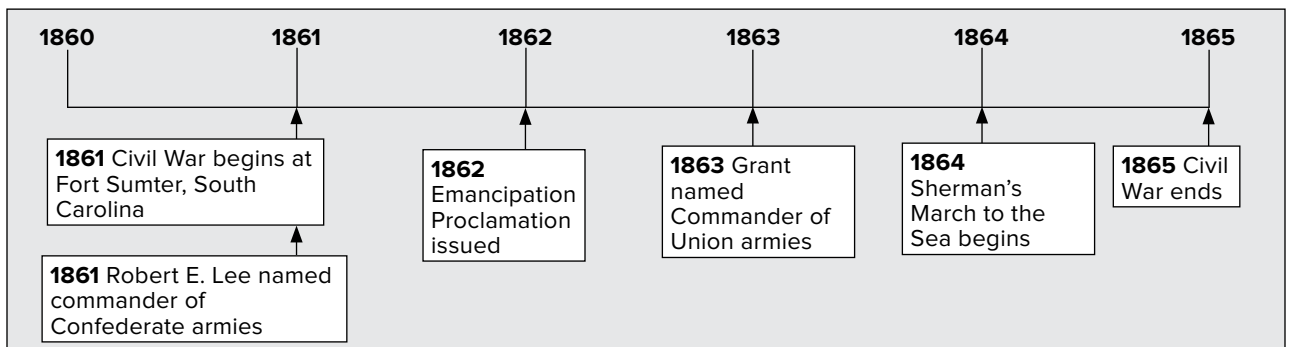 1860 1861 1862 1863 1864 1865
1861 Civil War begins at
Fort Sumter, South
Carolina
1861 Robert E. Lee named
commander of
Confederate armies
1862
Emancipation
Proclamation
issued
1863 Grant
named
Commander of
Union armies
1864
Sherman’s
March to the
Sea begins
1865 Civil
War ends